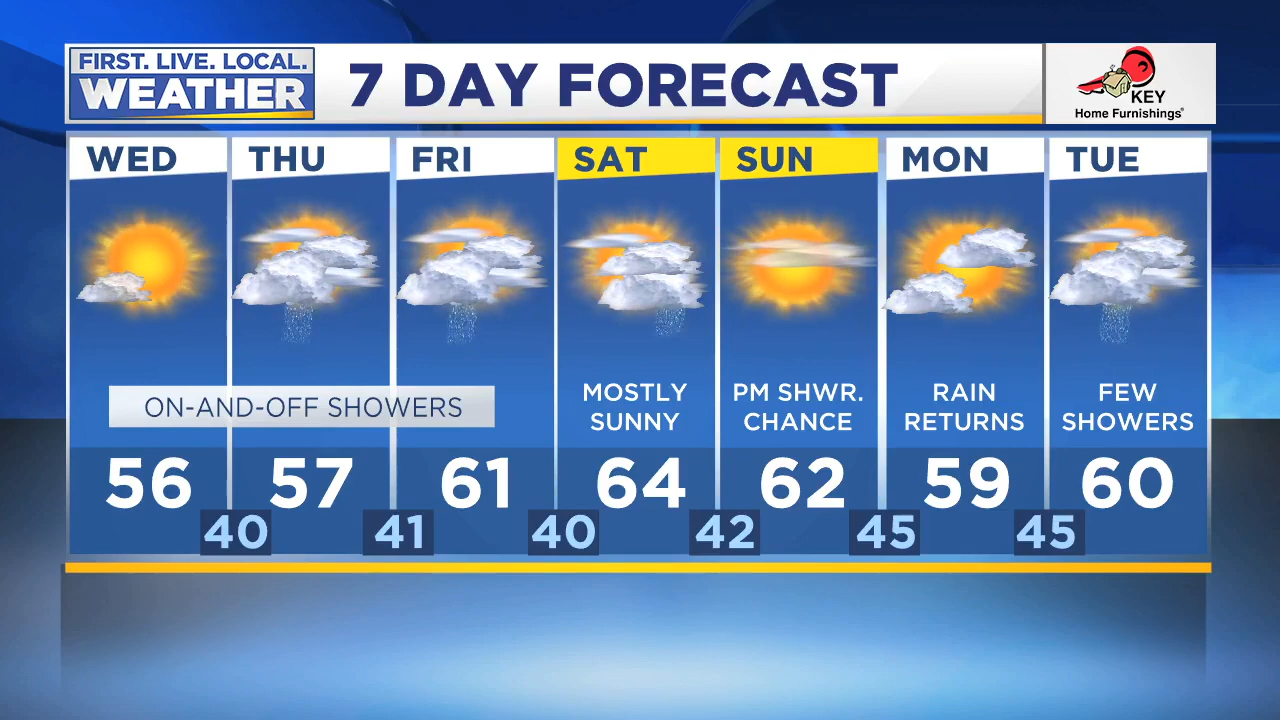 FIRST. LIVE. LOCAL.
WEATHER
7 DAY FORECAST
KEY
Home Furnishings®
WED THU FRI SAT SUN MON TUE
ON-AND-OFF SHOWERS
MOSTLY
SUNNY
PM SHWR.
CHANCE
RAIN
RETURNS
FEW
SHOWERS
56 57 61 64 62 59 60
40 41 40 42 45 45